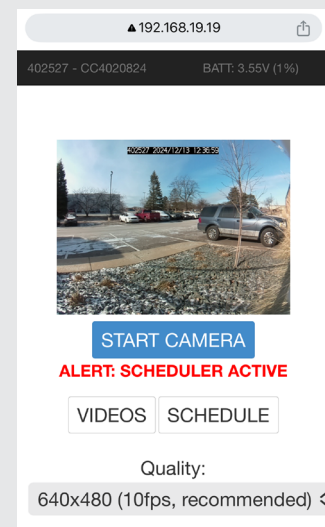 192.168.19.19
402527 - CC4020824 BATT: 3.55V (1%)
402527 2024/12/13 12:36:59
START CAMERA
ALERT: SCHEDULER ACTIVE
VIDEOS SCHEDULE
Quality:
640x480 (10fps, recommended)